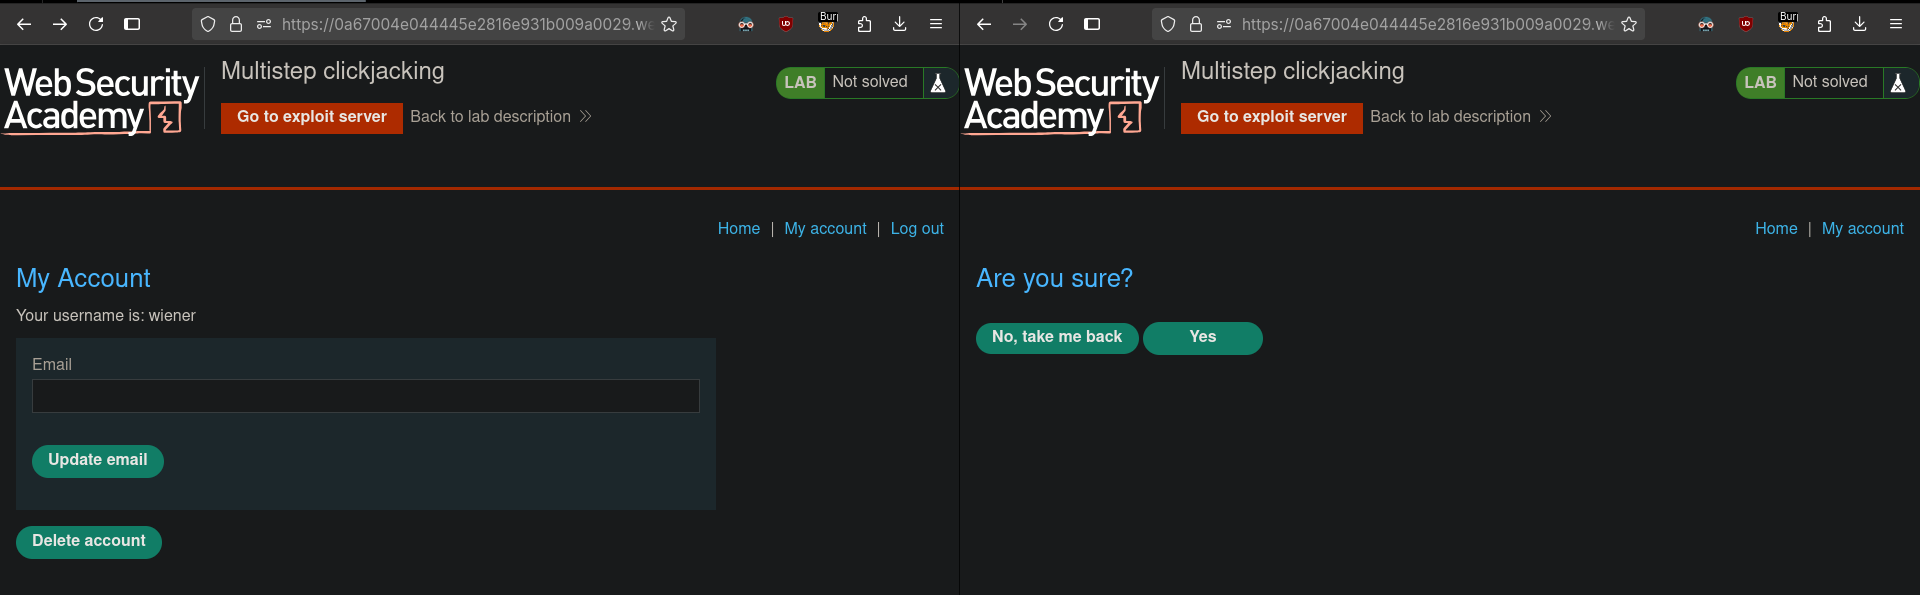 https://0a67004e044445e2816e931b009a0029.we
Bur
Web Security
Academy
Multistep clickjacking
Go to exploit server
Back to lab description
LAB
Not solved
Home | My account | Log out
My Account
Your username is: wiener
Email
Update email
Delete account
https://0a67004e044445e2816e931b009a0029.we
Bur
Web Security
Academy
Multistep clickjacking
Go to exploit server
Back to lab description
LAB
Not solved
Home | My account
Are you sure?
No, take me back
Yes